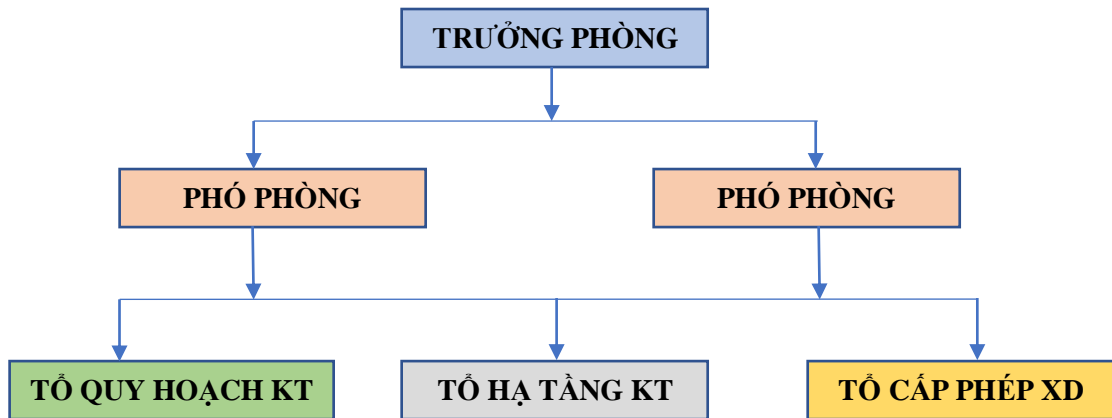 TRƯỞNG PHÒNG
PHÓ PHÒNG
PHÓ PHÒNG
TỔ QUY HOẠCH KT
TỔ HẠ TẦNG KT
TỔ CẤP PHÉP XD